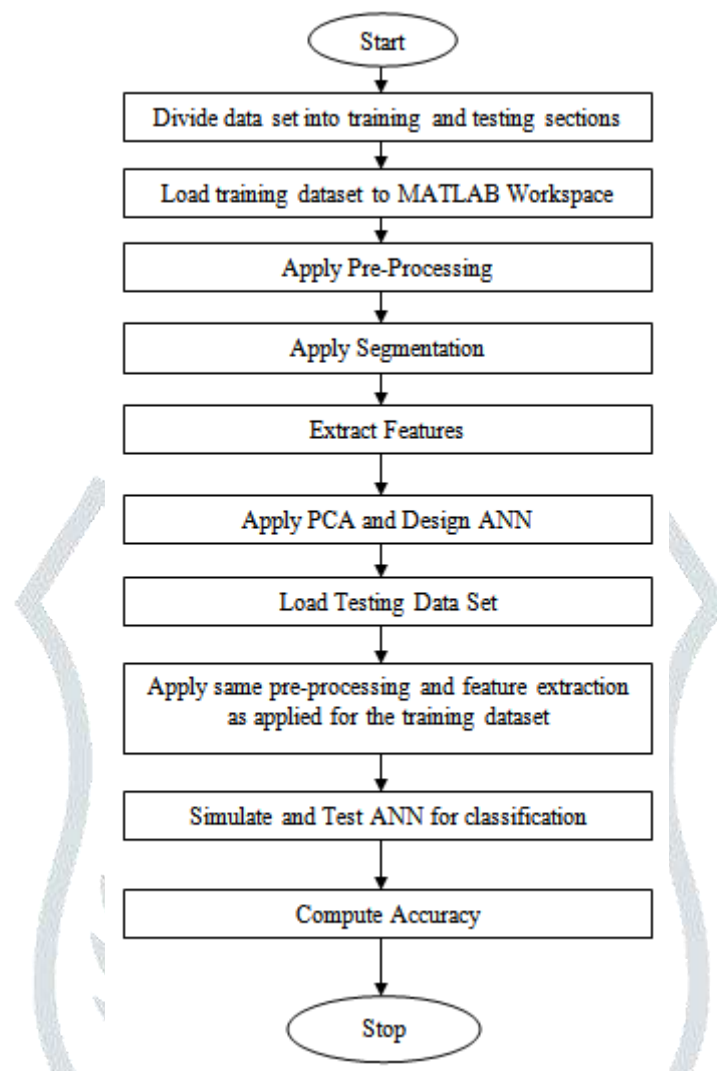 Start
Divide data set into training and testing sections
Load training dataset to MATLAB Workspace
Apply Pre-Processing
Apply Segmentation
Extract Features
Apply PCA and Design ANN
Load Testing Data Set
Apply same pre-processing and feature extraction
as applied for the training dataset
Simulate and Test ANN for classification
Compute Accuracy
Stop